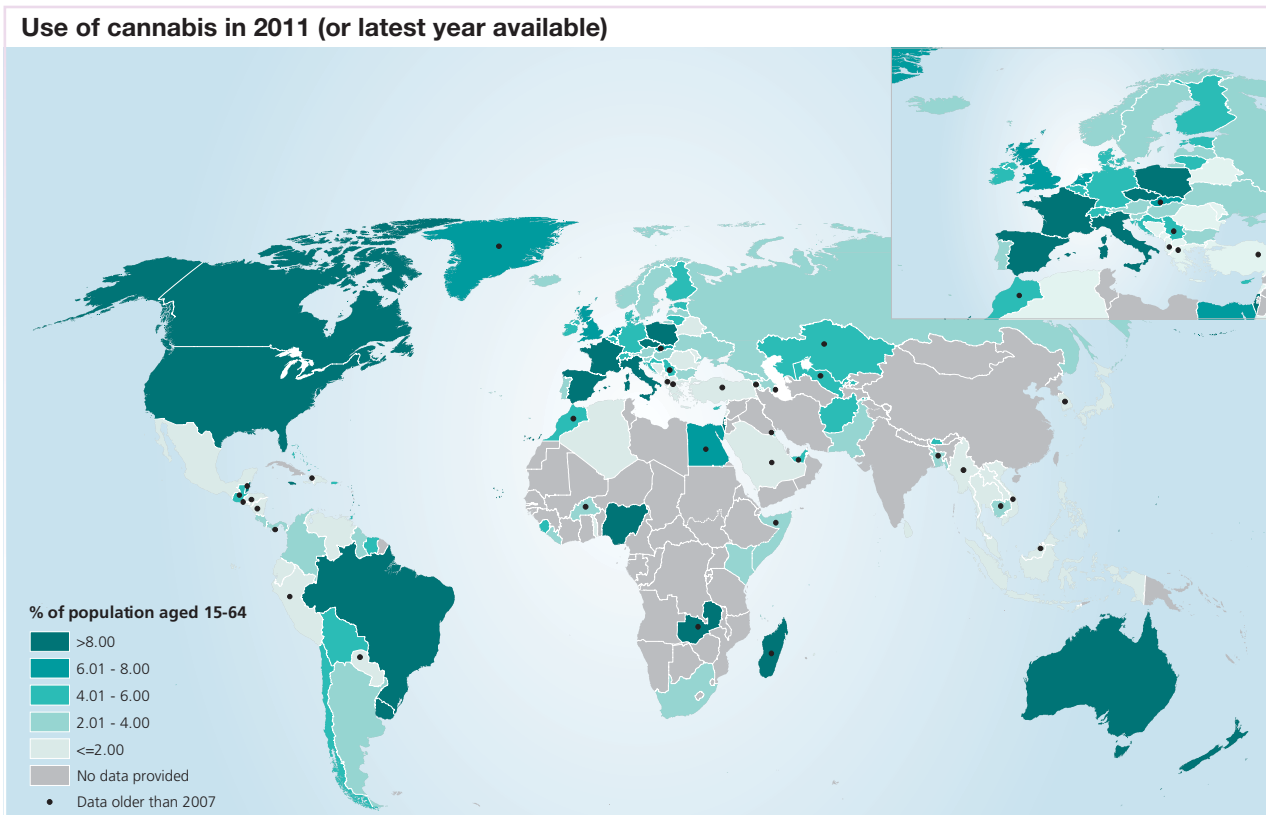 Use of cannabis in 2011 (or latest year available)
% of population aged 15-64
>8.00
6.01 - 8.00
4.01 - 6.00
2.01 - 4.00
<=2.00
No data provided
Data older than 2007